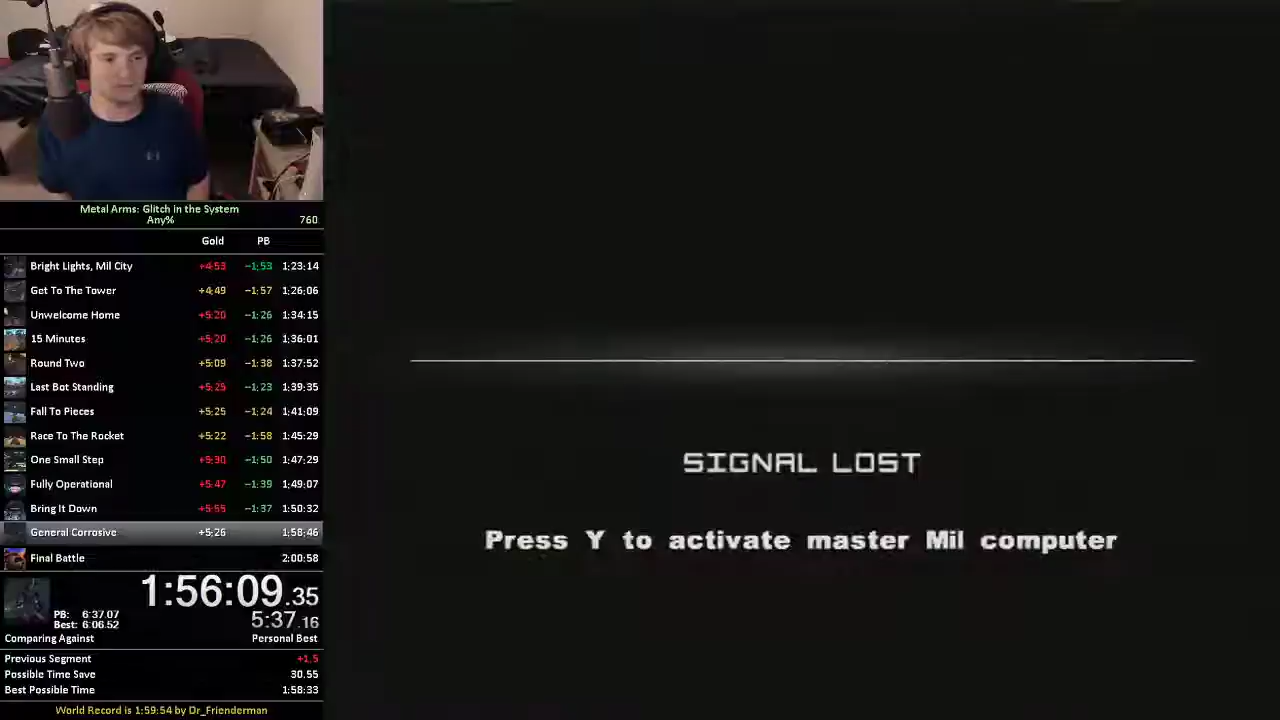 Metal Arms: Glitch in the System
Any% 760
Gold PB
Bright Lights, Mil City +4:53 −1:53 1:23:14
Get To The Tower +4:49 −1:57 1:26:06
Unwelcome Home +5:20 −1:26 1:34:15
15 Minutes +5:20 −1:26 1:36:01
Round Two +5:09 −1:38 1:37:52
Last Bot Standing +5:25 −1:23 1:39:35
Fall To Pieces +5:25 −1:24 1:41:09
Race To The Rocket +5:22 −1:58 1:45:29
One Small Step +5:30 −1:50 1:47:29
Fully Operational +5:47 −1:39 1:49:07
Bring It Down +5:55 −1:37 1:50:32
General Corrosive +5:26 1:58:46
Final Battle 2:00:58
1:56:09.35
PB: 6:37.07 5:37.16
Best: 6:06.52
Comparing Against Personal Best
Previous Segment +1.5
Possible Time Save 30.55
Best Possible Time 1:58:33
World Record is 1:59:54 by Dr_Frienderman
SIGNAL LOST
Press Y to activate master Mil computer